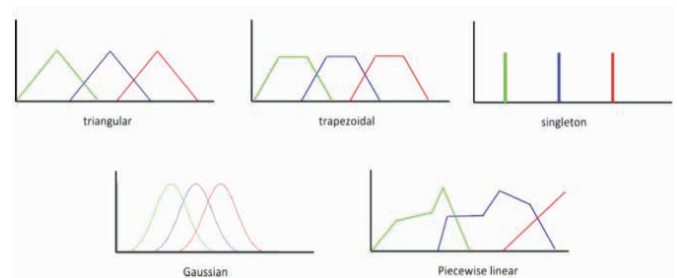 triangular
trapezoidal
singleton
Gaussian
Piecewise linear